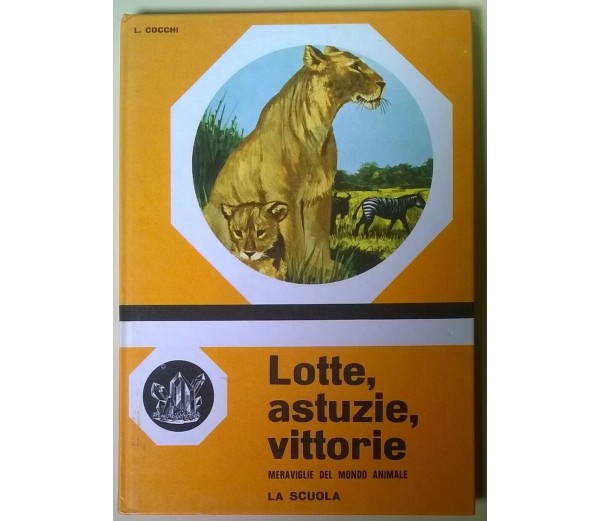 L. COCCHI
Lotte,
astuzie,
vittorie
MERAVIGLIE DEL MONDO ANIMALE
LA SCUOLA